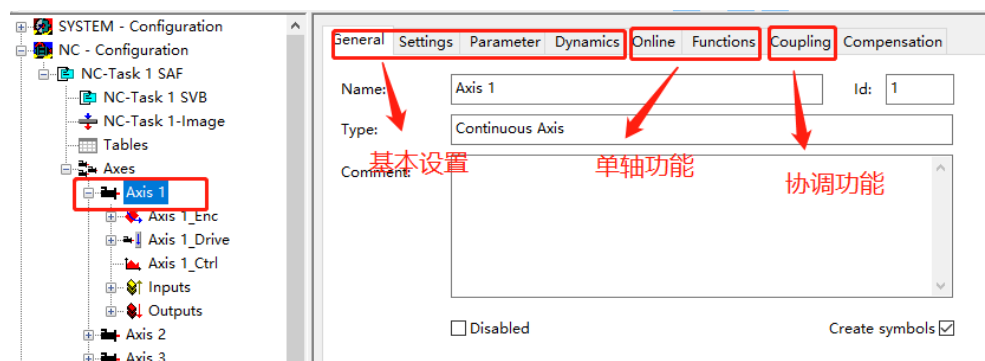 SYSTEM - Configuration
NC - Configuration
NC-Task 1 SAF
NC-Task 1 SVB
NC-Task 1-Image
Tables
Axes
Axis 1
Axis 1_Enc
Axis 1_Drive
Axis 1_Ctrl
Inputs
Outputs
Axis 2
Axis 3
General Settings Parameter Dynamics Online Functions Coupling Compensation
Name: Axis 1 Id: 1
Type: Continuous Axis
Comment:
基本设置
单轴功能
协调功能
Disabled Create symbols